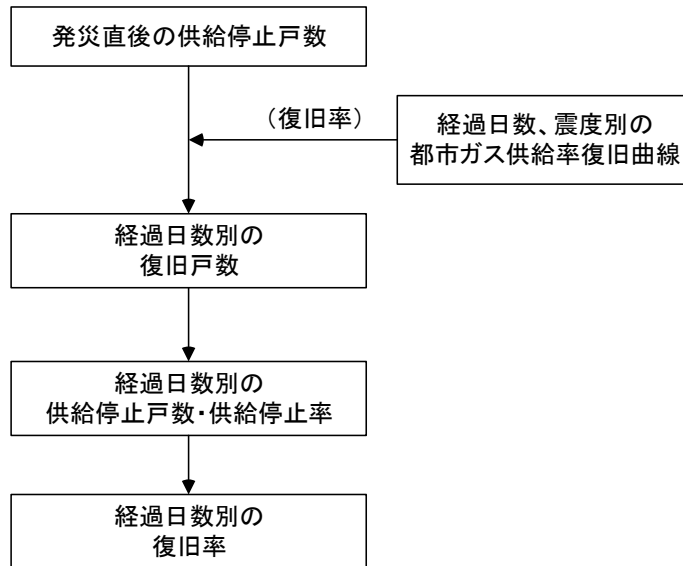 発災直後の供給停止戸数
（復旧率）
経過日数、震度別の
都市ガス供給率復旧曲線
経過日数別の
復旧戸数
経過日数別の
供給停止戸数・供給停止率
経過日数別の
復旧率